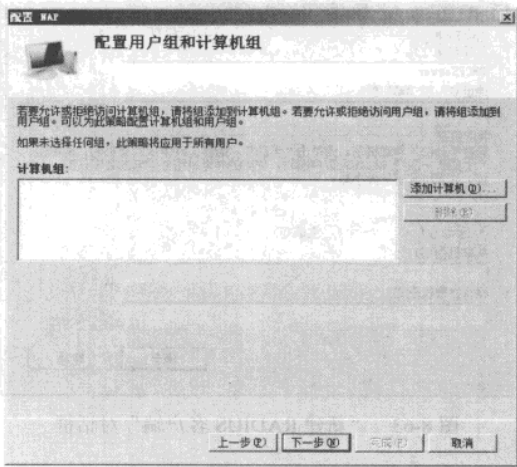 配置 NAP
配置用户组和计算机组
若要允许或拒绝访问计算机组，请将组添加到计算机组。若要允许或拒绝访问用户组，请将组添加到
用户组。可以为此策略配置计算机组和用户组。
如果未选择任何组，此策略将应用于所有用户。
计算机组:
添加计算机(D)...
删除(R)
上一步(P)
下一步(N)
完成(F)
取消